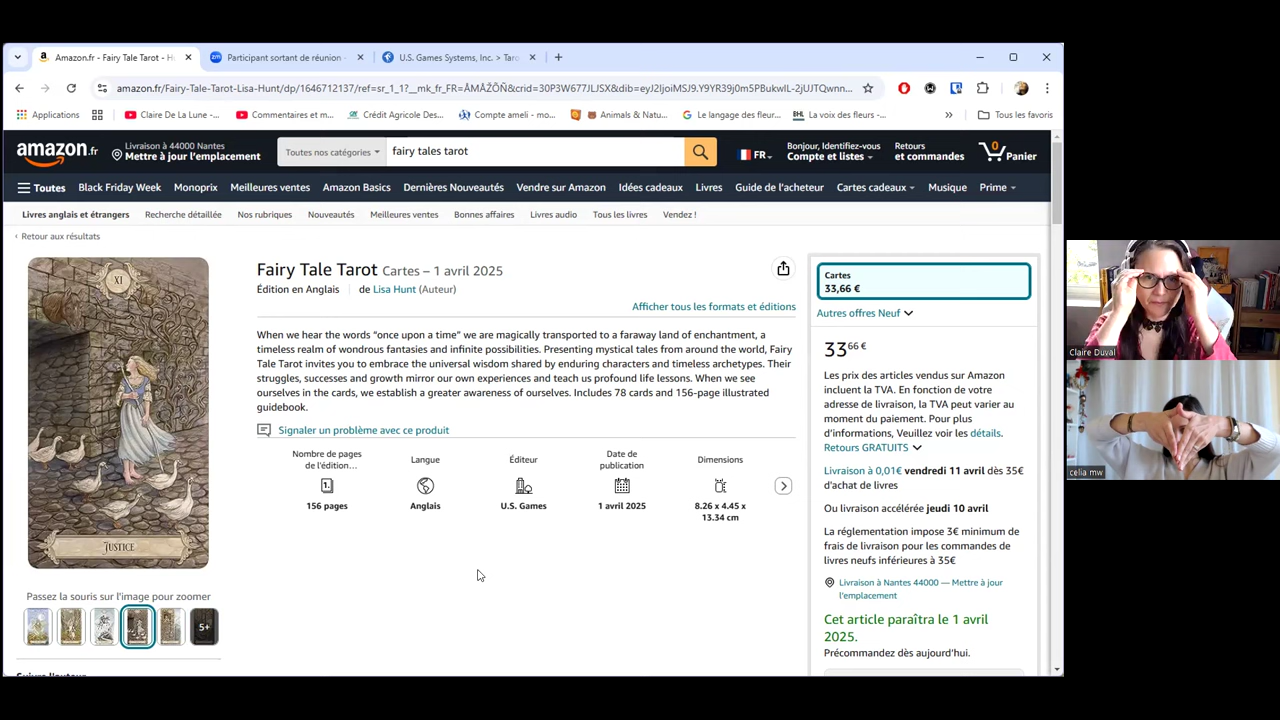 Amazon.fr - Fairy Tale Tarot - H
Participant sortant de réunion -
U.S. Games Systems, Inc. > Taro
amazon.fr/Fairy-Tale-Tarot-Lisa-Hunt/dp/1646712137/ref=sr_1_1?__mk_fr_FR=ÅMÅŽÕÑ&crid=30P3W677JLJSX&dib=eyJ2IjoiMSJ9.Y9YR39j0m5PBukwIL-2jUJTQwnn...
Applications
Claire De La Lune -...
Commentaires et m...
Crédit Agricole Des...
Compte ameli - mo...
Animals & Natu...
Le langage des fleur...
BHL La voix des fleurs -...
»
Tous les favoris
amazon.fr
Livraison à 44000 Nantes
Mettre à jour l'emplacement
Toutes nos catégories
fairy tales tarot
FR
Bonjour, Identifiez-vous
Compte et listes
Retours
et commandes
0
Panier
Toutes
Black Friday Week
Monoprix
Meilleures ventes
Amazon Basics
Dernières Nouveautés
Vendre sur Amazon
Idées cadeaux
Livres
Guide de l'acheteur
Cartes cadeaux
Musique
Prime
Livres anglais et étrangers
Recherche détaillée
Nos rubriques
Nouveautés
Meilleures ventes
Bonnes affaires
Livres audio
Tous les livres
Vendez !
‹ Retour aux résultats
XI
JUSTICE
Passez la souris sur l'image pour zoomer
5+
Suivre l'auteur
Fairy Tale Tarot Cartes – 1 avril 2025
Édition en Anglais
de Lisa Hunt (Auteur)
Afficher tous les formats et éditions
When we hear the words “once upon a time” we are magically transported to a faraway land of enchantment, a
timeless realm of wondrous fantasies and infinite possibilities. Presenting mystical tales from around the world, Fairy
Tale Tarot invites you to embrace the universal wisdom shared by enduring characters and timeless archetypes. Their
struggles, successes and growth mirror our own experiences and teach us profound life lessons. When we see
ourselves in the cards, we establish a greater awareness of ourselves. Includes 78 cards and 156-page illustrated
guidebook.
Signaler un problème avec ce produit
Nombre de pages
de l'édition...
1
156 pages
Langue
Anglais
Éditeur
U.S. Games
Date de
publication
1 avril 2025
Dimensions
8.26 x 4.45 x
13.34 cm
Cartes
33,66 €
Autres offres Neuf
33 66 €
Les prix des articles vendus sur Amazon
incluent la TVA. En fonction de votre
adresse de livraison, la TVA peut varier au
moment du paiement. Pour plus
d'informations, Veuillez voir les détails.
Retours GRATUITS
Livraison à 0,01€ vendredi 11 avril dès 35€
d'achat de livres
Ou livraison accélérée jeudi 10 avril
La réglementation impose 3€ minimum de
frais de livraison pour les commandes de
livres neufs inférieures à 35€
Livraison à Nantes 44000 — Mettre à jour
l'emplacement
Cet article paraîtra le 1 avril
2025.
Précommandez dès aujourd'hui.
Claire Duval
celia mw